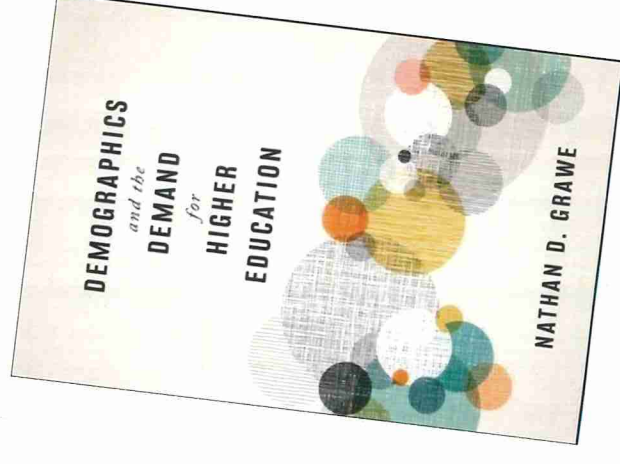 DEMOGRAPHICS
and the
DEMAND
for
HIGHER
EDUCATION
NATHAN D. GRAWE